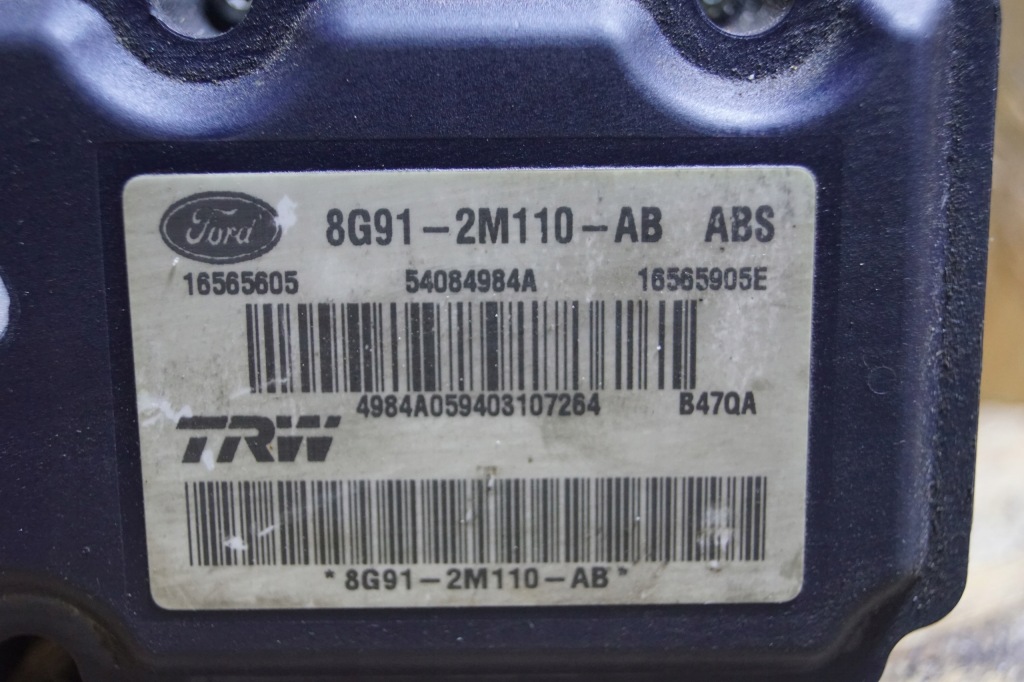 Ford 8G91-2M110-AB ABS
16565605 54084984A 16565905E
4984A059403107264 B47QA
TRW
*8G91-2M110-AB*